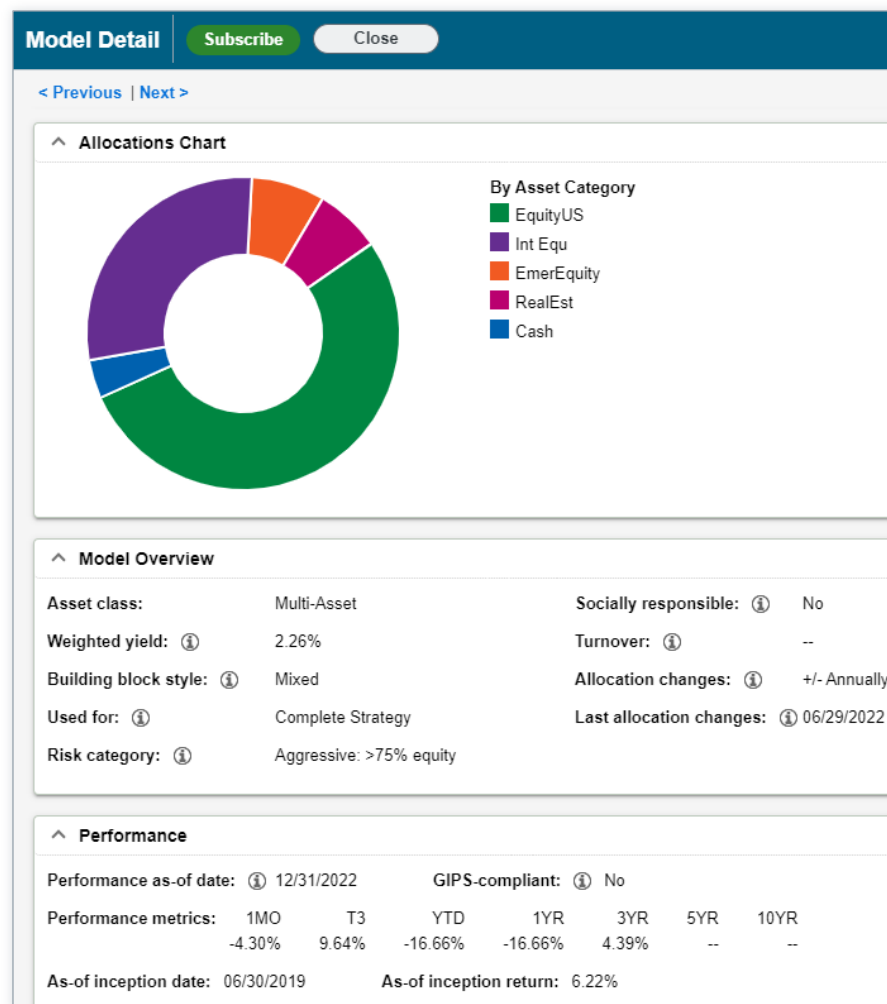 Model Detail Subscribe Close
< Previous | Next >
Allocations Chart
By Asset Category
EquityUS
Int Equ
EmerEquity
RealEst
Cash
Model Overview
Asset class: Multi-Asset Socially responsible: No
Weighted yield: 2.26% Turnover: --
Building block style: Mixed Allocation changes: +/- Annually
Used for: Complete Strategy Last allocation changes: 06/29/2022
Risk category: Aggressive: >75% equity
Performance
Performance as-of date: 12/31/2022 GIPS-compliant: No
Performance metrics: 1MO T3 YTD 1YR 3YR 5YR 10YR
-4.30% 9.64% -16.66% -16.66% 4.39% -- --
As-of inception date: 06/30/2019 As-of inception return: 6.22%